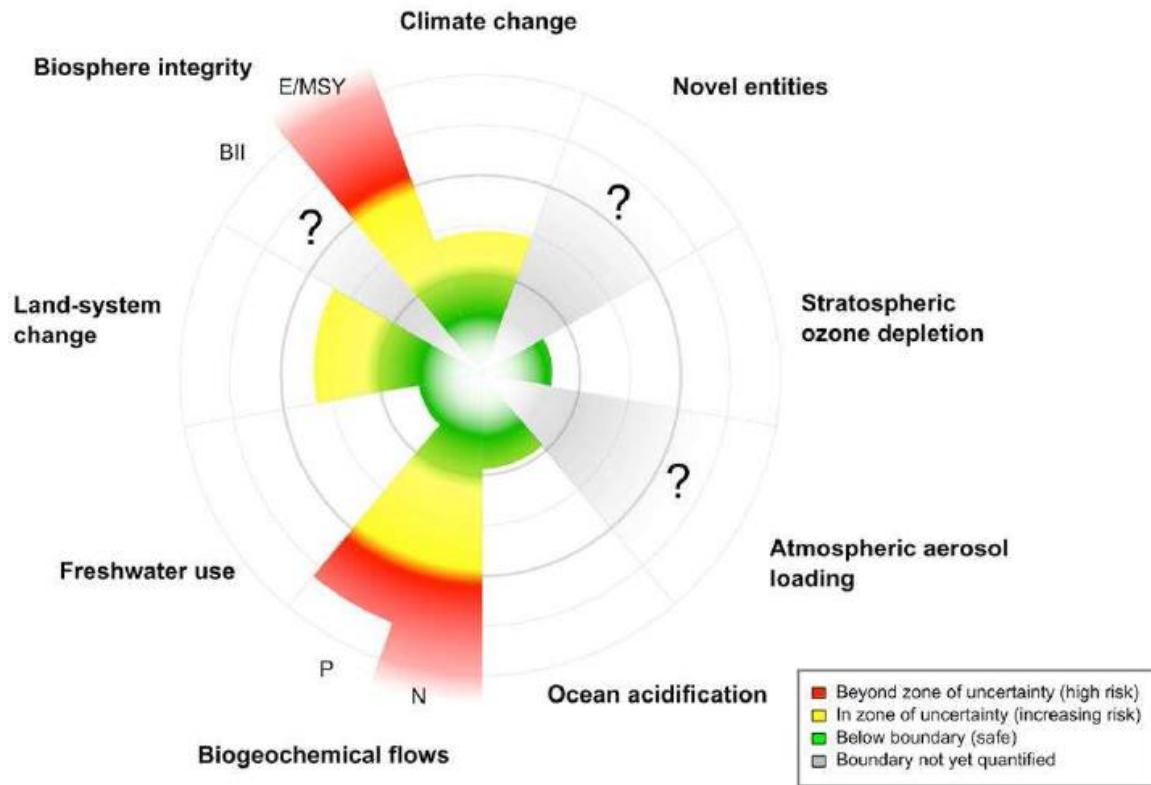 Climate change
Biosphere integrity
E/MSY
Novel entities
BII
?
?
Land-system
change
Stratospheric
ozone depletion
?
Atmospheric aerosol
loading
Freshwater use
P
N
Ocean acidification
Biogeochemical flows
Beyond zone of uncertainty (high risk)
In zone of uncertainty (increasing risk)
Below boundary (safe)
Boundary not yet quantified